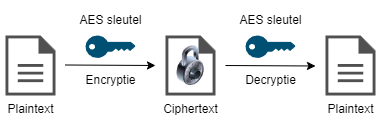 AES sleutel
AES sleutel
Encryptie
Decryptie
Plaintext
Ciphertext
Plaintext